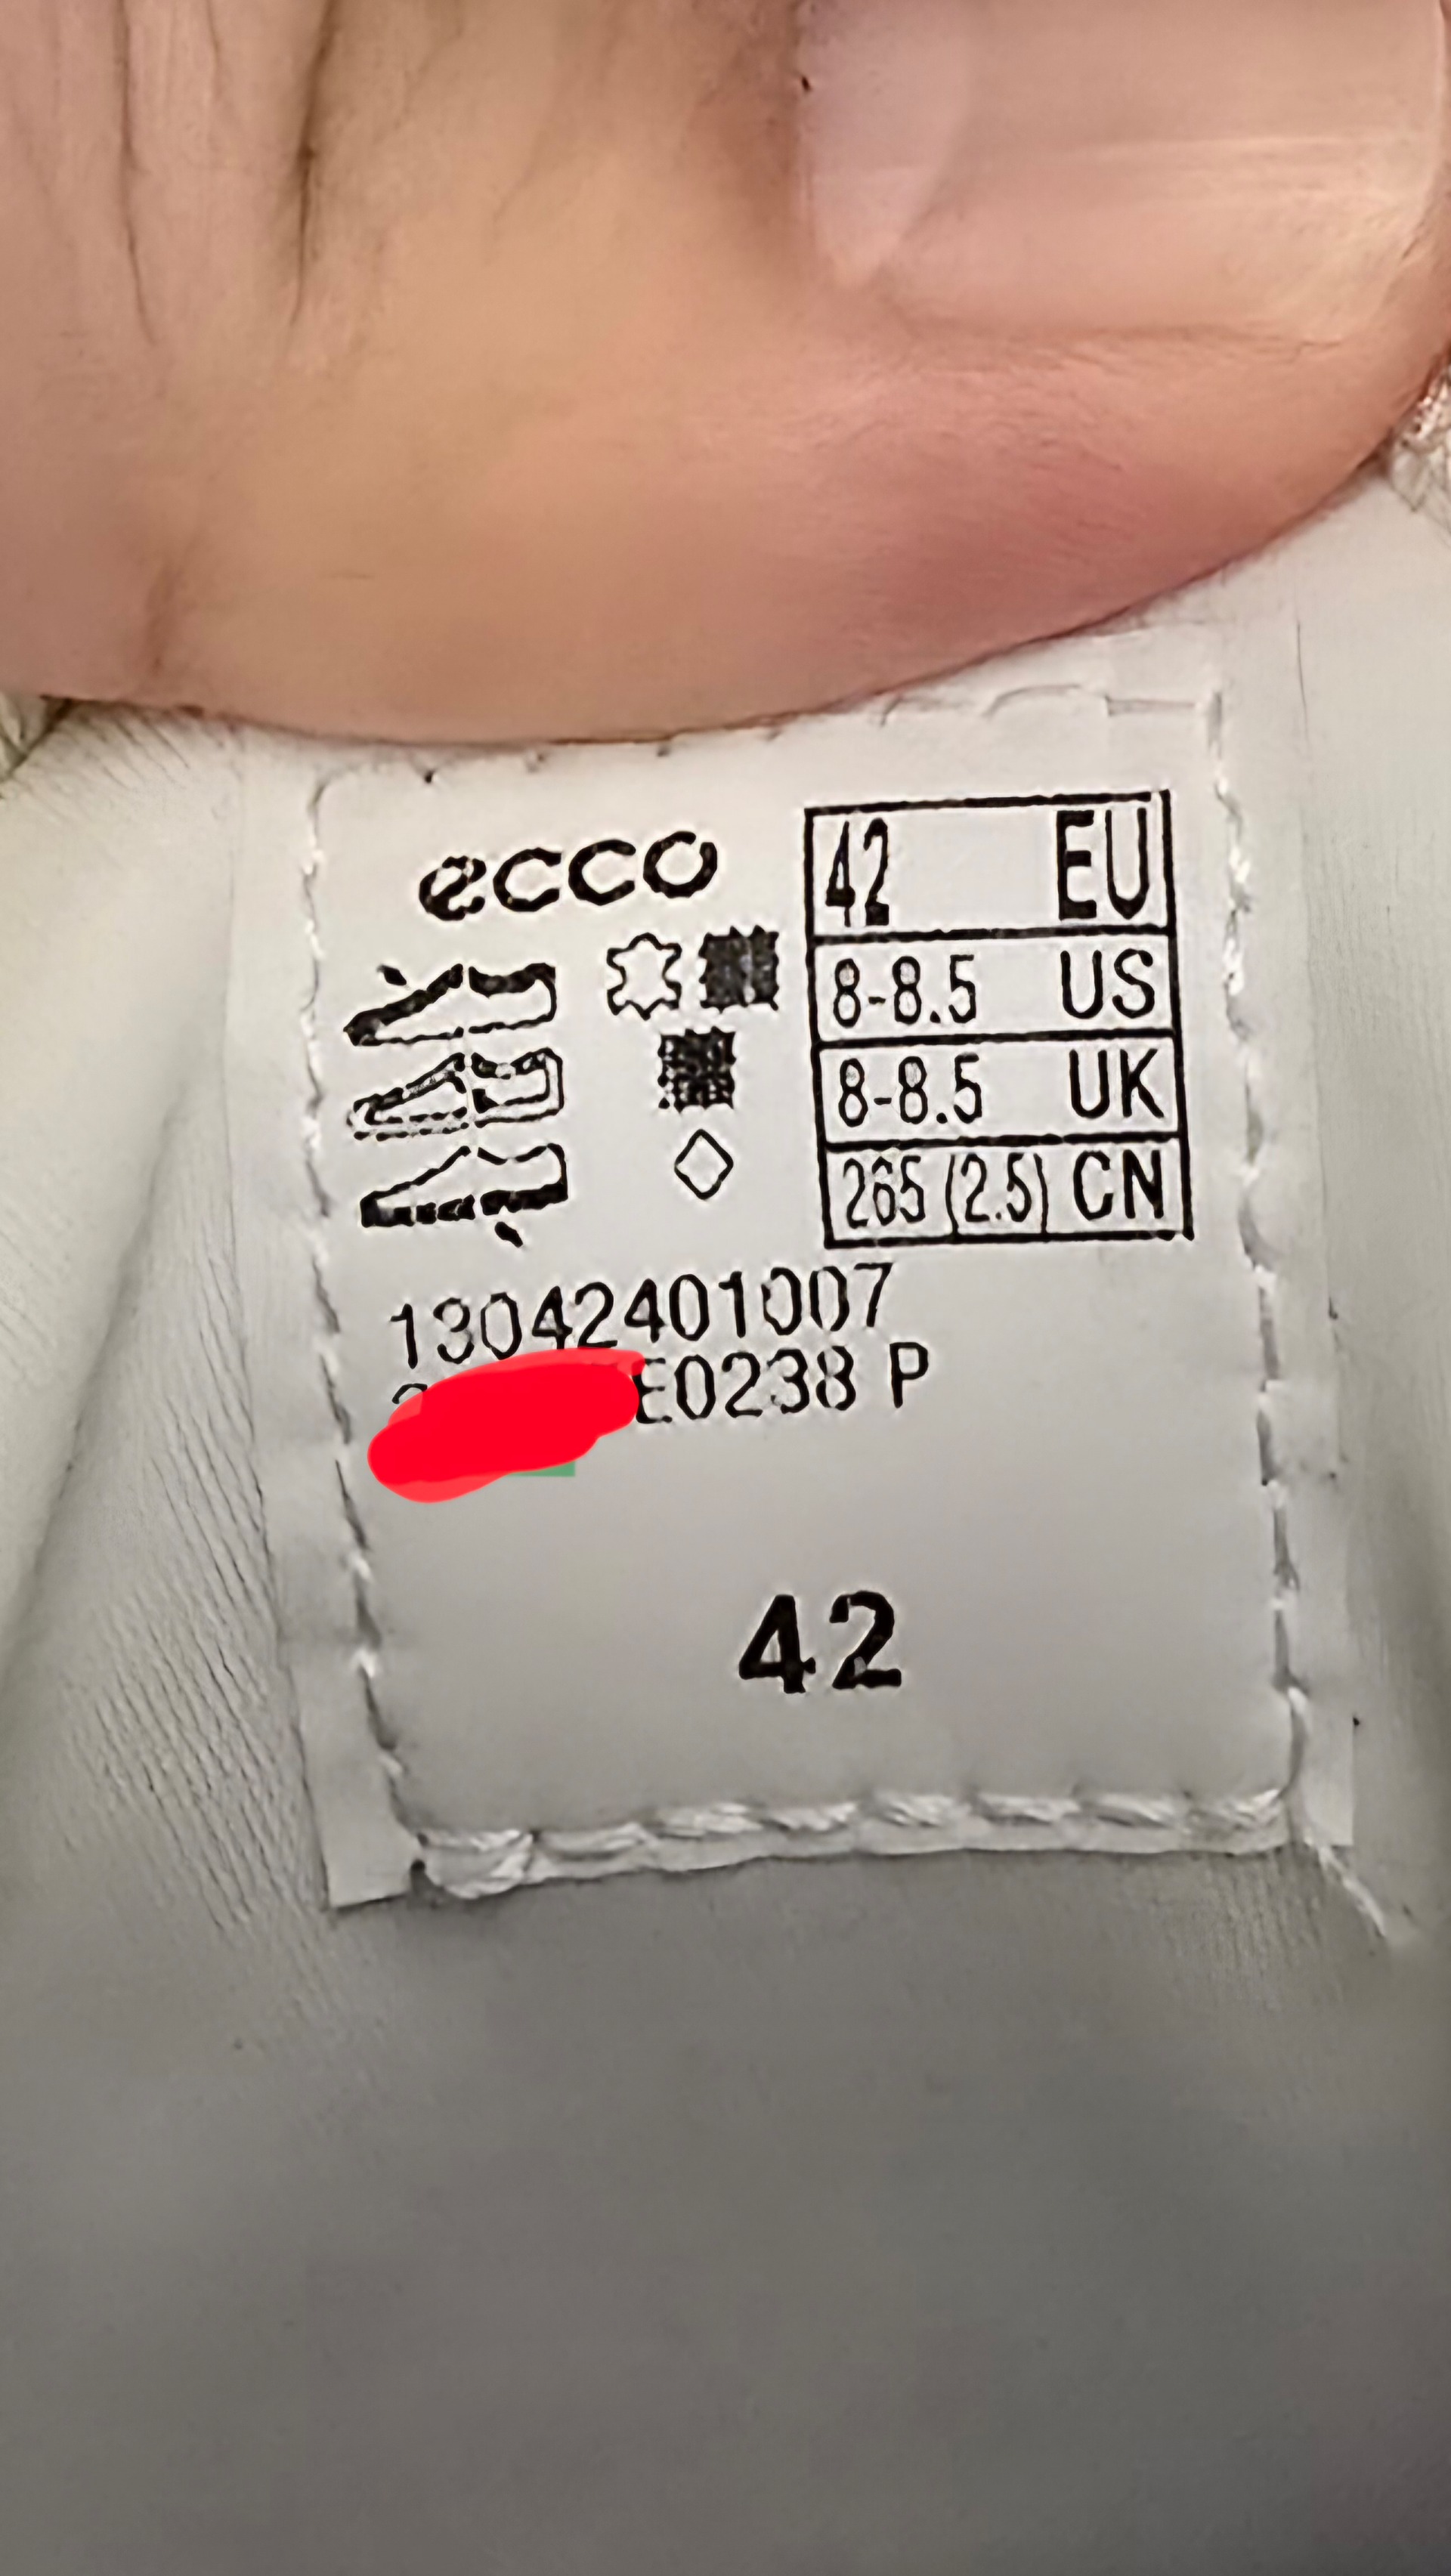 ecco
42 EU
8-8.5 US
8-8.5 UK
265 (2.5) CN
13042401007
E0238 P
42